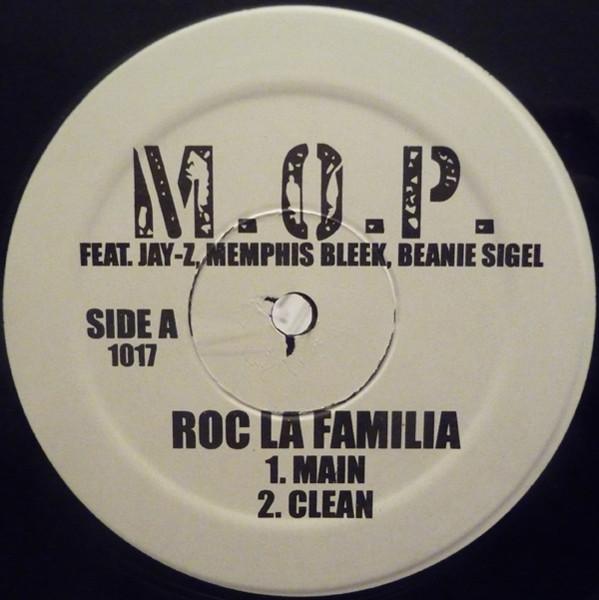 M.O.P.
FEAT. JAY-Z, MEMPHIS BLEEK, BEANIE SIGEL
SIDE A
1017
ROC LA FAMILIA
1. MAIN
2. CLEAN